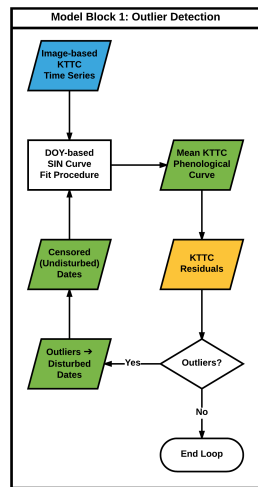 Model Block 1: Outlier Detection
Image-based
KTTC
Time Series
DOY-based
SIN Curve
Fit Procedure
Mean KTTC
Phenological
Curve
Censored
(Undisturbed)
Dates
KTTC
Residuals
Outliers →
Disturbed
Dates
Yes
Outliers?
No
End Loop